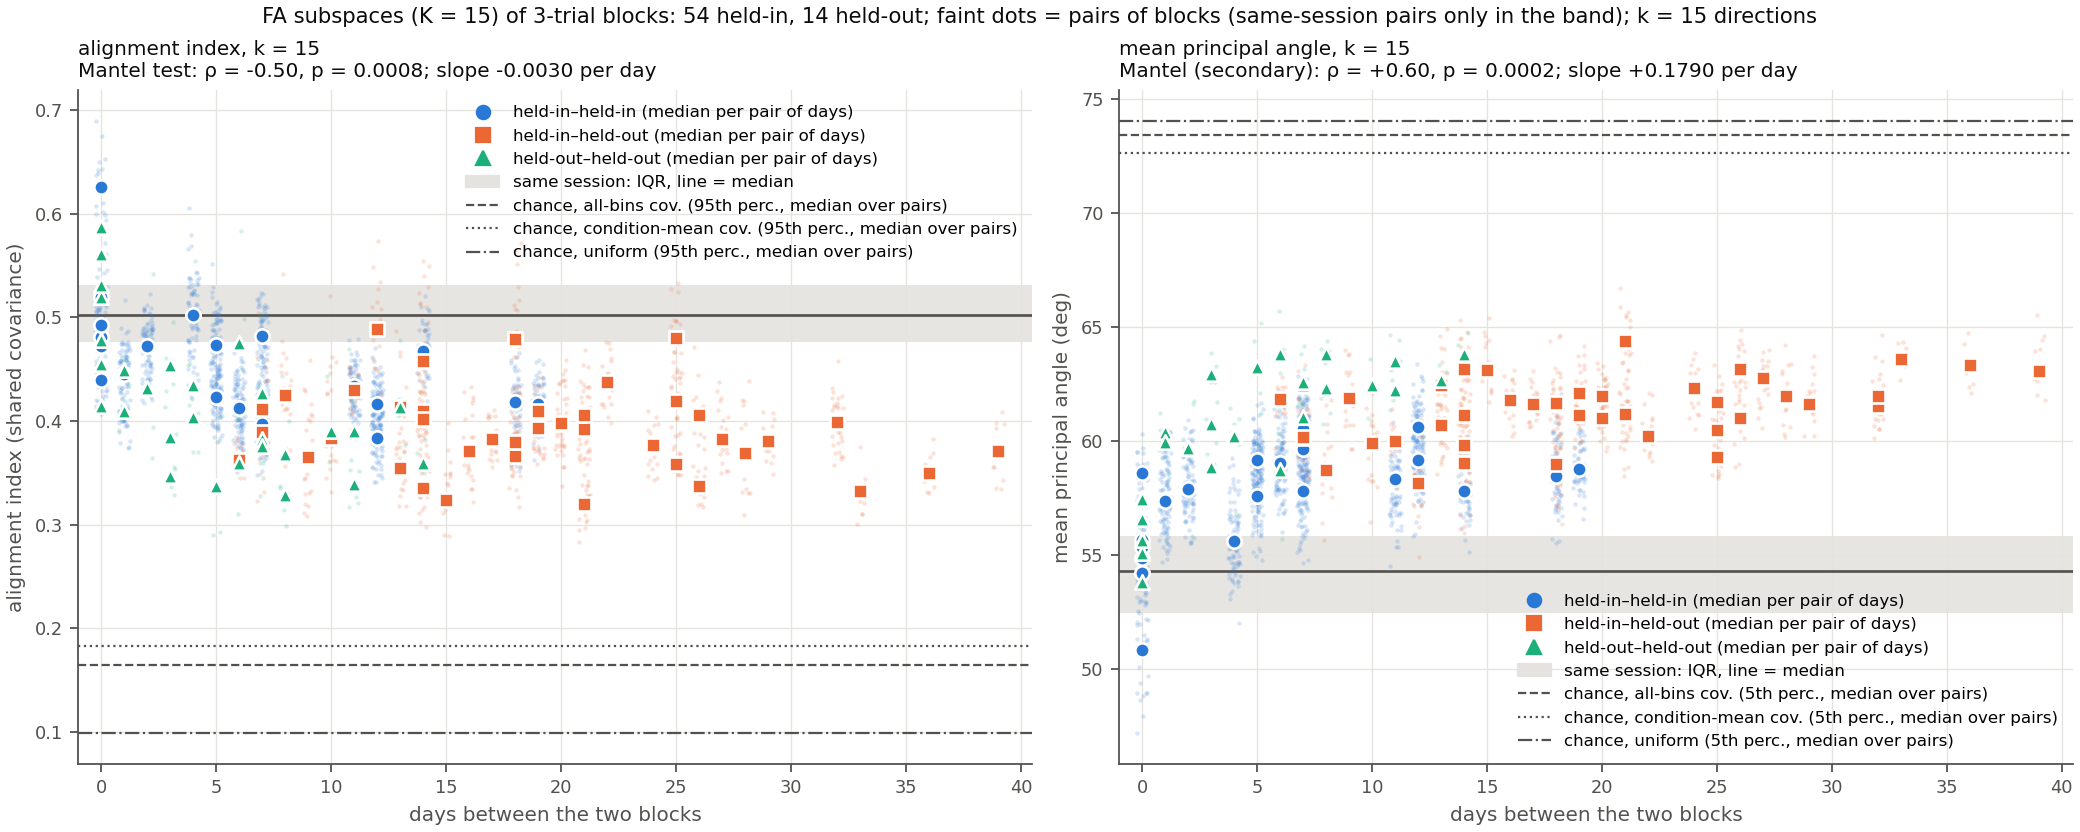 FA subspaces (K = 15) of 3-trial blocks: 54 held-in, 14 held-out; faint dots = pairs of blocks (same-session pairs only in the band); k = 15 directions
alignment index, k = 15
Mantel test: ρ = -0.50, p = 0.0008; slope -0.0030 per day
0.7
0.6
0.5
0.4
0.3
0.2
0.1
alignment index (shared covariance)
held-in–held-in (median per pair of days)
held-in–held-out (median per pair of days)
held-out–held-out (median per pair of days)
same session: IQR, line = median
chance, all-bins cov. (95th perc., median over pairs)
chance, condition-mean cov. (95th perc., median over pairs)
chance, uniform (95th perc., median over pairs)
0 5 10 15 20 25 30 35 40
days between the two blocks
mean principal angle, k = 15
Mantel (secondary): ρ = +0.60, p = 0.0002; slope +0.1790 per day
75
70
65
60
55
50
mean principal angle (deg)
held-in–held-in (median per pair of days)
held-in–held-out (median per pair of days)
held-out–held-out (median per pair of days)
same session: IQR, line = median
chance, all-bins cov. (5th perc., median over pairs)
chance, condition-mean cov. (5th perc., median over pairs)
chance, uniform (5th perc., median over pairs)
0 5 10 15 20 25 30 35 40
days between the two blocks